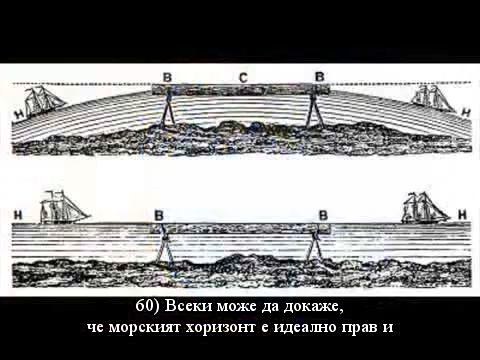 B C B
H H
H B B H
60) Всеки може да докаже,
че морският хоризонт е идеално прав и